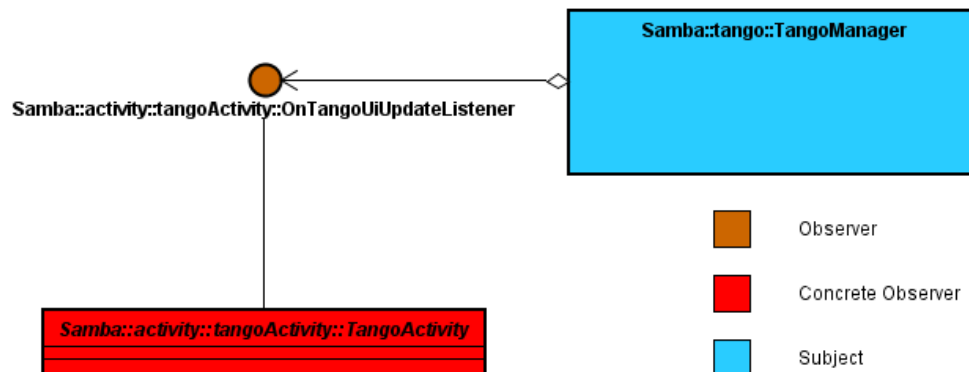 Samba::tango::TangoManager
Samba::activity::tangoActivity::OnTangoUiUpdateListener
Observer
Concrete Observer
Samba::activity::tangoActivity::TangoActivity
Subject